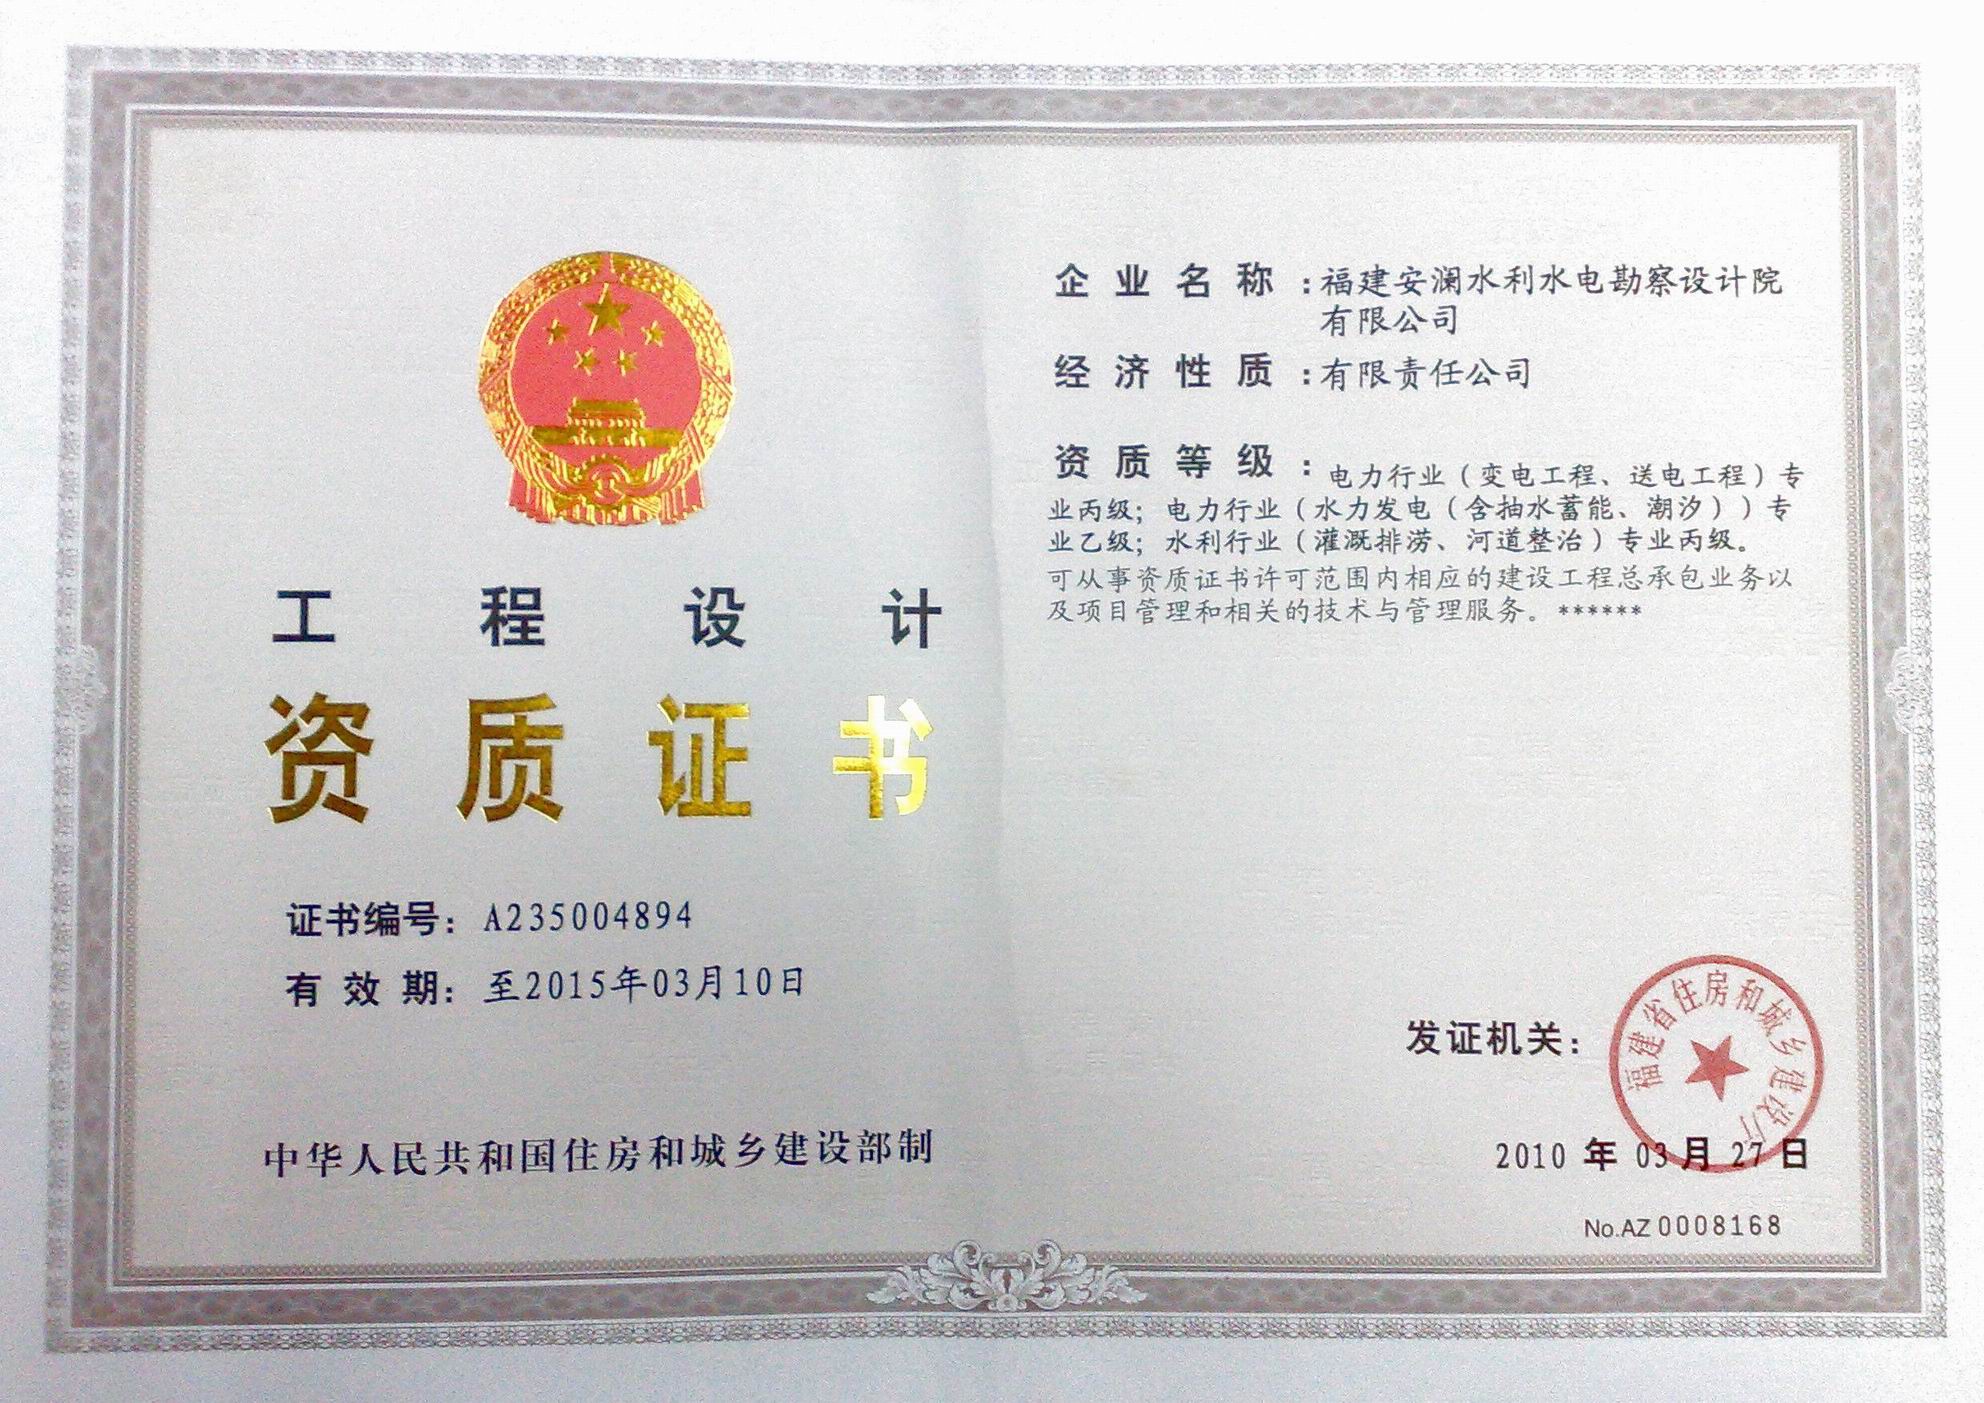 工程设计
资质证书
证书编号：A235004894
有效期：至2015年03月10日
中华人民共和国住房和城乡建设部制
企业名称：福建安澜水利水电勘察设计院
有限公司
经济性质：有限责任公司
资质等级：电力行业（变电工程、送电工程）专
业丙级；电力行业（水力发电（含抽水蓄能、潮汐））专
业乙级；水利行业（灌溉排涝、河道整治）专业丙级。
可从事资质证书许可范围内相应的建设工程总承包业务以
及项目管理和相关的技术与管理服务。******
发证机关：
福建省住房和城乡建设厅
2010 年 03 月 27 日
No.AZ 0008168